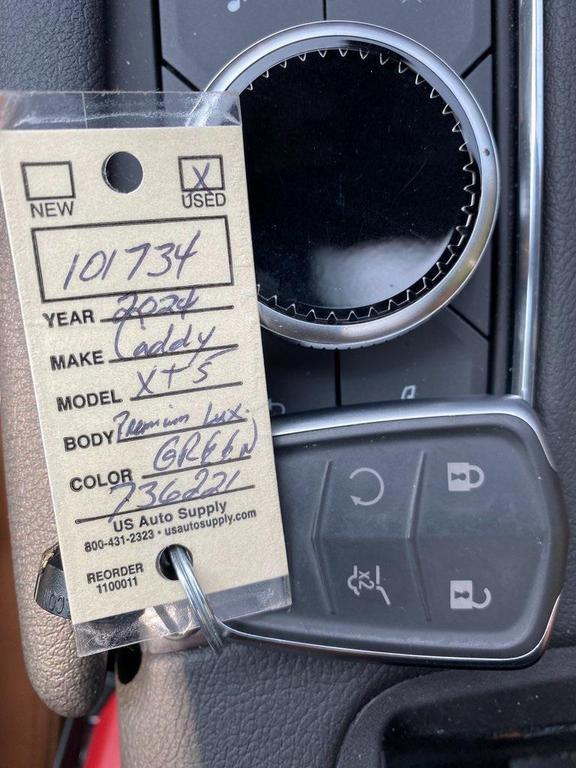 NEW
X
USED
101734
YEAR 2024
MAKE Caddy
MODEL XT5
BODY Premium Lux.
COLOR GREEN
736221
US Auto Supply
800-431-2323 • usautosupply.com
REORDER
1100011
X2